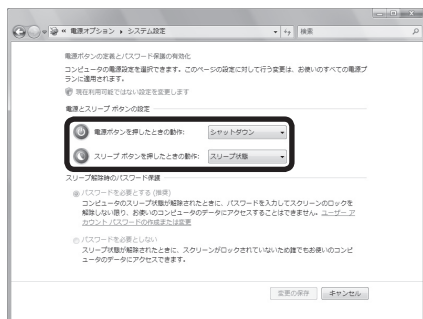 « 電源オプション ▸ システム設定
検索
電源ボタンの定義とパスワード保護の有効化
コンピュータの電源設定を選択できます。このページの設定に対して行う変更は、お使いのすべての電源プ
ランに適用されます。
現在利用可能ではない設定を変更します
電源とスリープ ボタンの設定
電源ボタンを押したときの動作: シャットダウン
スリープ ボタンを押したときの動作: スリープ状態
スリープ解除時のパスワード保護
パスワードを必要とする (推奨)
コンピュータのスリープ状態が解除されたときに、パスワードを入力してスクリーンのロックを
解除しない限り、お使いのコンピュータのデータにアクセスすることはできません。ユーザー ア
カウント パスワードの作成または変更
パスワードを必要としない
スリープ状態が解除されたときに、スクリーンがロックされていないため誰でもお使いのコンピ
ュータのデータにアクセスできます。
変更の保存 キャンセル